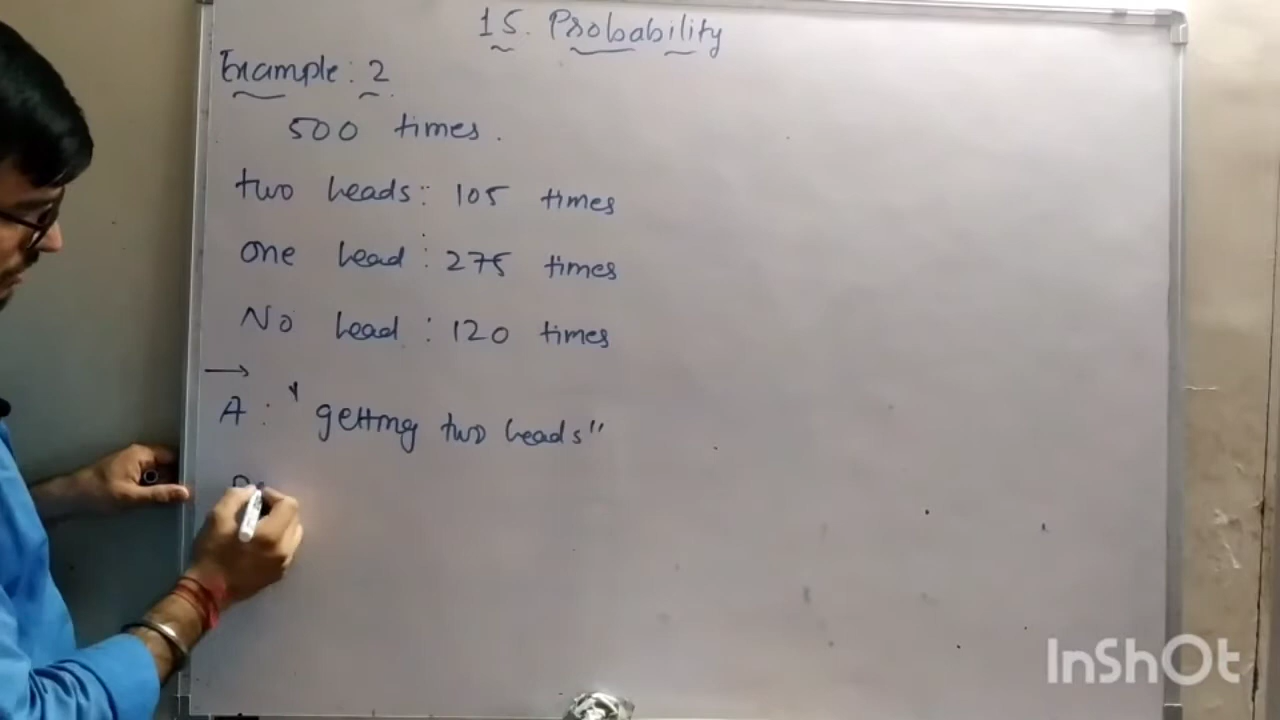 15. Probability
Example: 2
500 times.
two heads: 105 times
one head: 275 times
No head: 120 times
→
A: "getting two heads"
P
InShOt